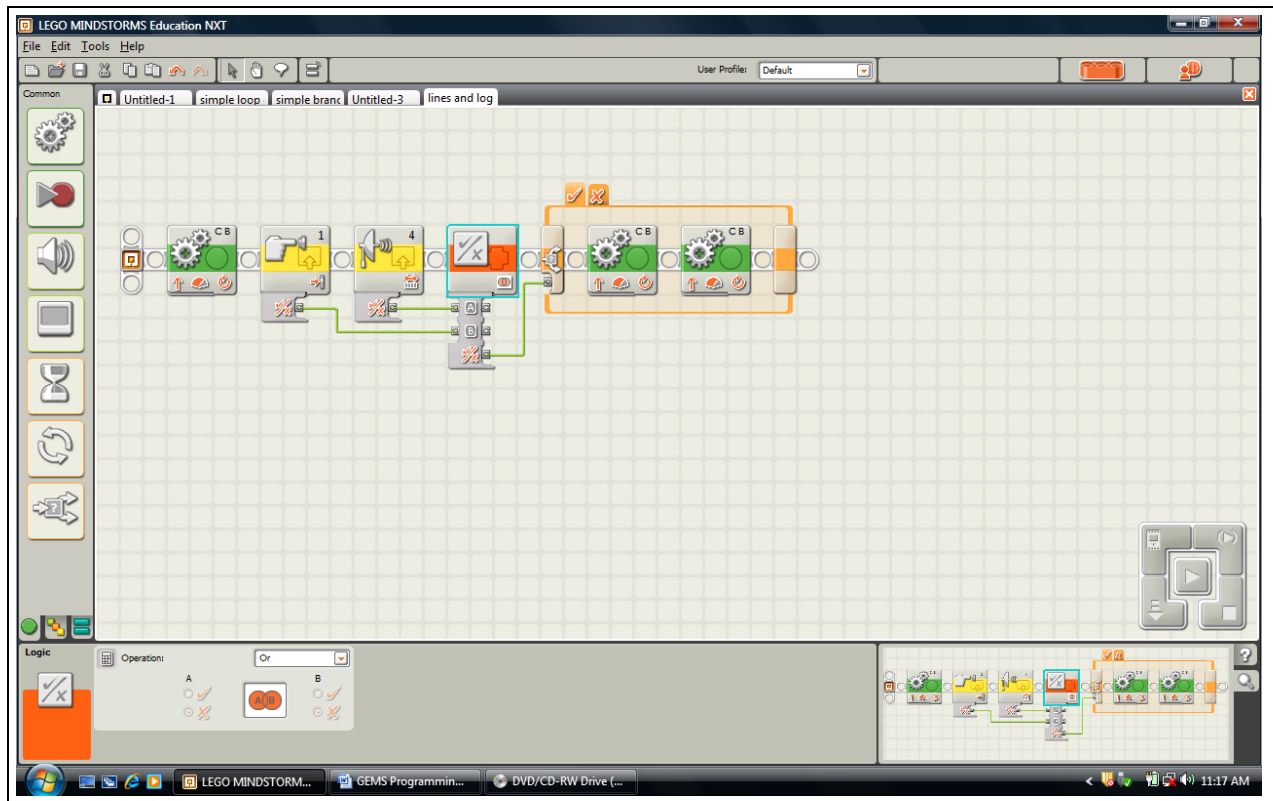 LEGO MINDSTORMS Education NXT
File Edit Tools Help
User Profile: Default
Common
Untitled-1 simple loop simple branc Untitled-3 lines and log
C B
1
4
C B
C B
A
B
Logic
Operation: Or
A B
A B
LEGO MINDSTORM... GEMS Programmin... DVD/CD-RW Drive (... 11:17 AM